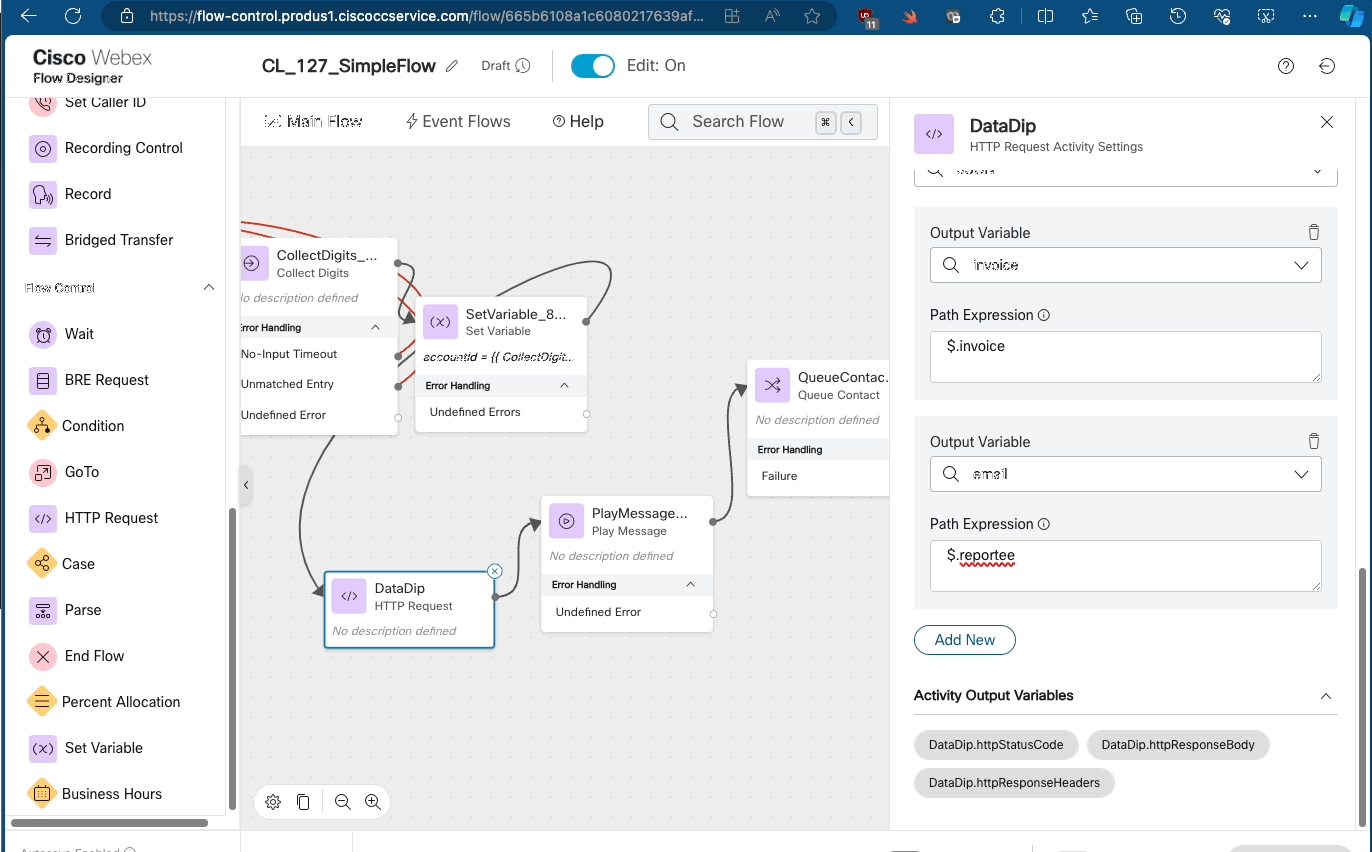 https://flow-control.produs1.ciscoccservice.com/flow/665b6108a1c6080217639af...
11
Cisco Webex
Flow Designer
CL_127_SimpleFlow
Draft
Edit: On
Set Caller ID
Recording Control
Record
Bridged Transfer
Flow Control
Wait
BRE Request
Condition
GoTo
HTTP Request
Case
Parse
End Flow
Percent Allocation
Set Variable
Business Hours
Autosave Enabled
Main Flow
Event Flows
Help
Search Flow
⌘
<
CollectDigits_...
Collect Digits
No description defined
Error Handling
No-Input Timeout
Unmatched Entry
Undefined Error
SetVariable_8...
Set Variable
accountId = {{ CollectDigit...
Error Handling
Undefined Errors
DataDip
HTTP Request
No description defined
PlayMessage...
Play Message
No description defined
Error Handling
Undefined Error
QueueContac.
Queue Contact
No description defined
Error Handling
Failure
DataDip
HTTP Request Activity Settings
Output Variable
invoice
Path Expression
$.invoice
Output Variable
email
Path Expression
$.reportee
Add New
Activity Output Variables
DataDip.httpStatusCode
DataDip.httpResponseBody
DataDip.httpResponseHeaders